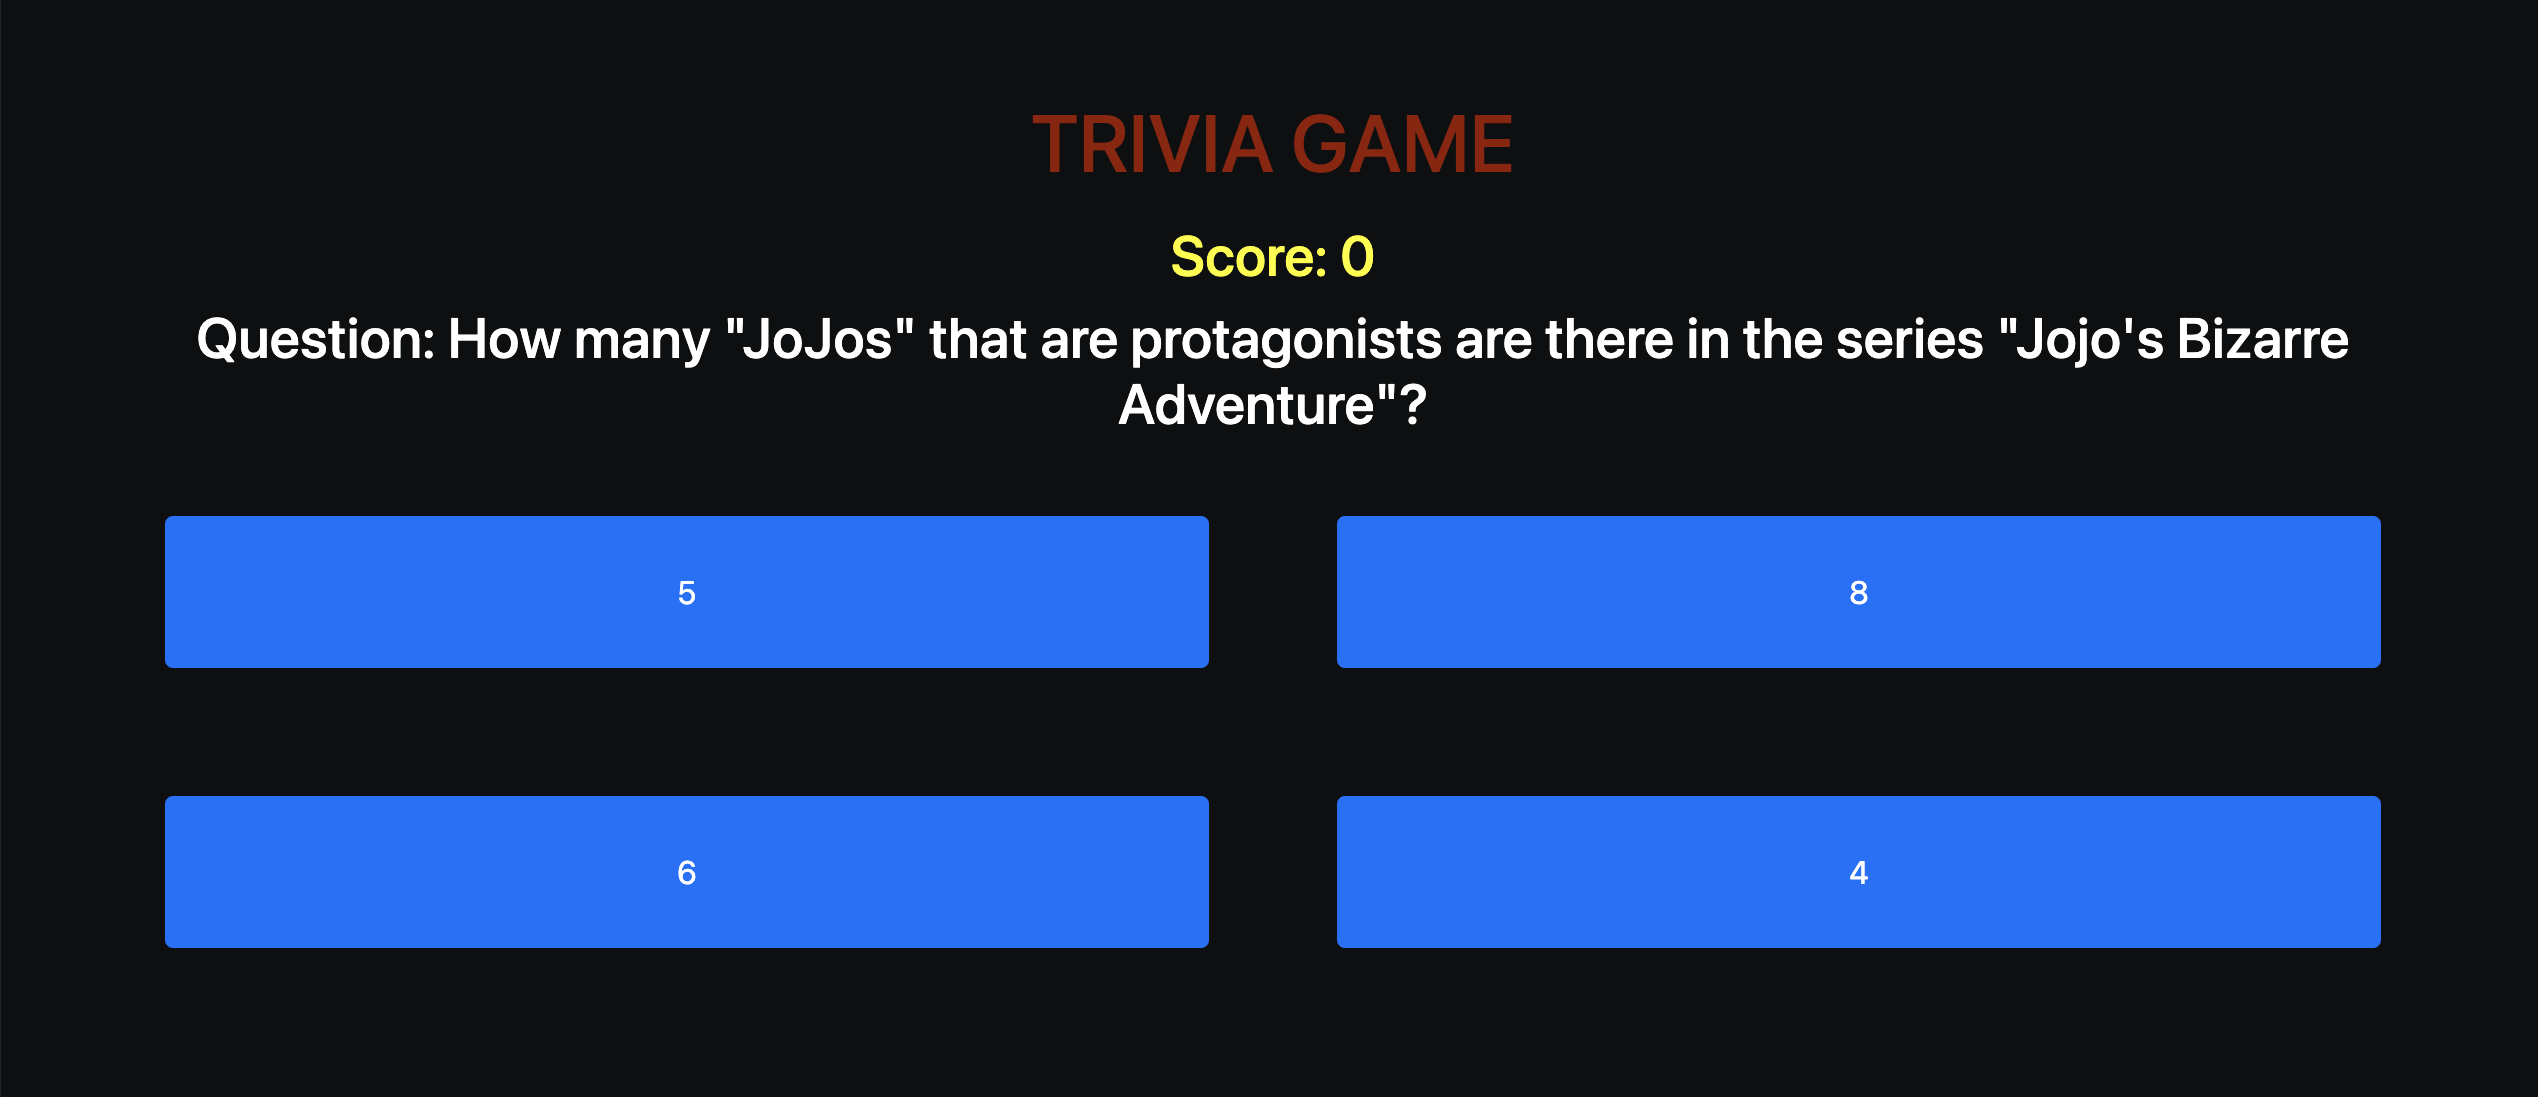 TRIVIA GAME
Score: 0
Question: How many "JoJos" that are protagonists are there in the series "Jojo's Bizarre
Adventure"?
5
8
6
4